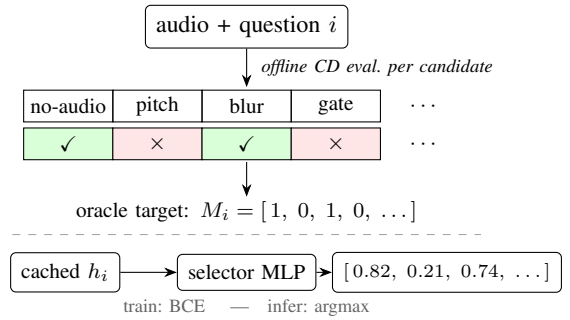 audio + question i
offline CD eval. per candidate
no-audio pitch blur gate ...
✓ × ✓ × ...
oracle target: M_i = [1, 0, 1, 0, ...]
cached h_i selector MLP [0.82, 0.21, 0.74, ...]
train: BCE — infer: argmax